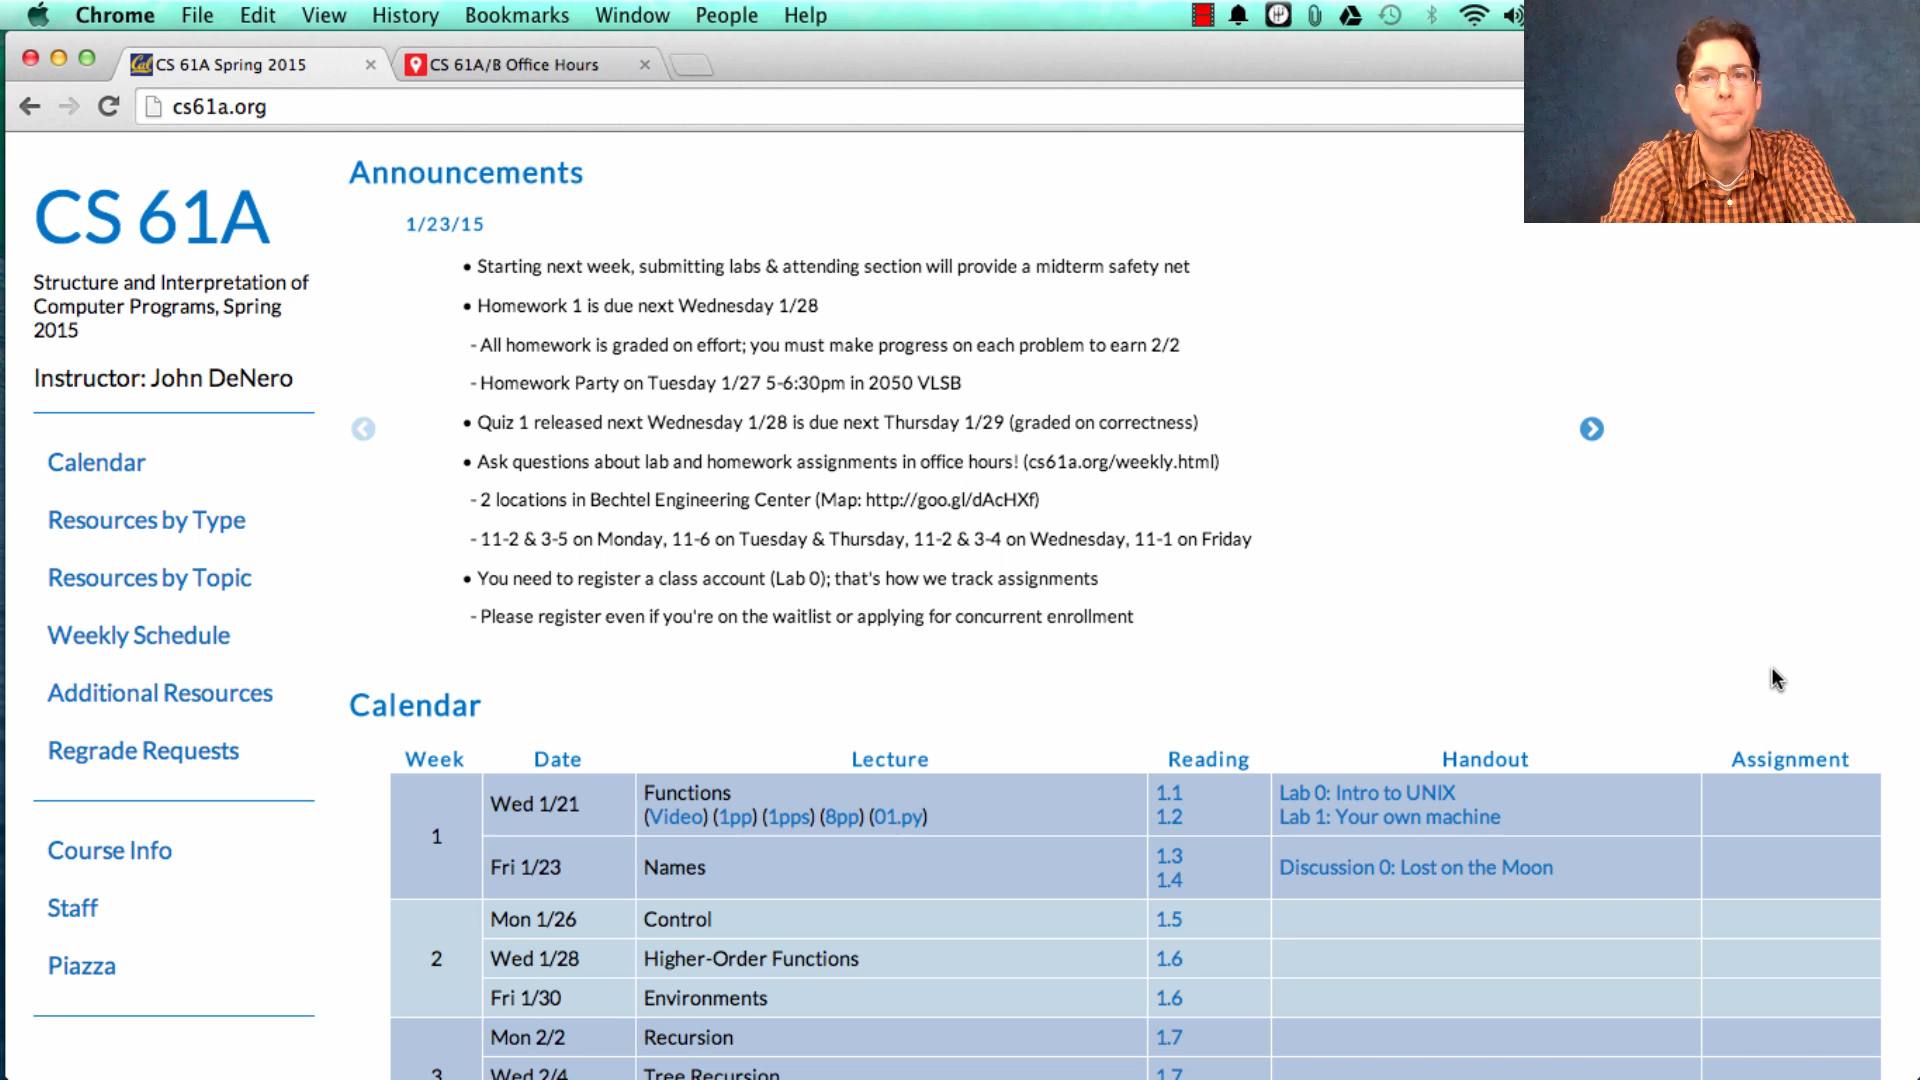 Chrome File Edit View History Bookmarks Window People Help
CS 61A Spring 2015
CS 61A/B Office Hours
cs61a.org
CS 61A
Structure and Interpretation of
Computer Programs, Spring
2015
Instructor: John DeNero
Calendar
Resources by Type
Resources by Topic
Weekly Schedule
Additional Resources
Regrade Requests
Course Info
Staff
Piazza
Announcements
1/23/15
• Starting next week, submitting labs & attending section will provide a midterm safety net
• Homework 1 is due next Wednesday 1/28
- All homework is graded on effort; you must make progress on each problem to earn 2/2
- Homework Party on Tuesday 1/27 5-6:30pm in 2050 VLSB
• Quiz 1 released next Wednesday 1/28 is due next Thursday 1/29 (graded on correctness)
• Ask questions about lab and homework assignments in office hours! (cs61a.org/weekly.html)
- 2 locations in Bechtel Engineering Center (Map: http://goo.gl/dAcHXf)
- 11-2 & 3-5 on Monday, 11-6 on Tuesday & Thursday, 11-2 & 3-4 on Wednesday, 11-1 on Friday
• You need to register a class account (Lab 0); that's how we track assignments
- Please register even if you're on the waitlist or applying for concurrent enrollment
Calendar
Week Date Lecture Reading Handout Assignment
1
Wed 1/21
Functions
(Video) (1pp) (1pps) (8pp) (01.py)
1.1
1.2
Lab 0: Intro to UNIX
Lab 1: Your own machine
Fri 1/23
Names
1.3
1.4
Discussion 0: Lost on the Moon
2
Mon 1/26 Control 1.5
Wed 1/28 Higher-Order Functions 1.6
Fri 1/30 Environments 1.6
3
Mon 2/2 Recursion 1.7
Wed 2/4 Tree Recursion 1.7